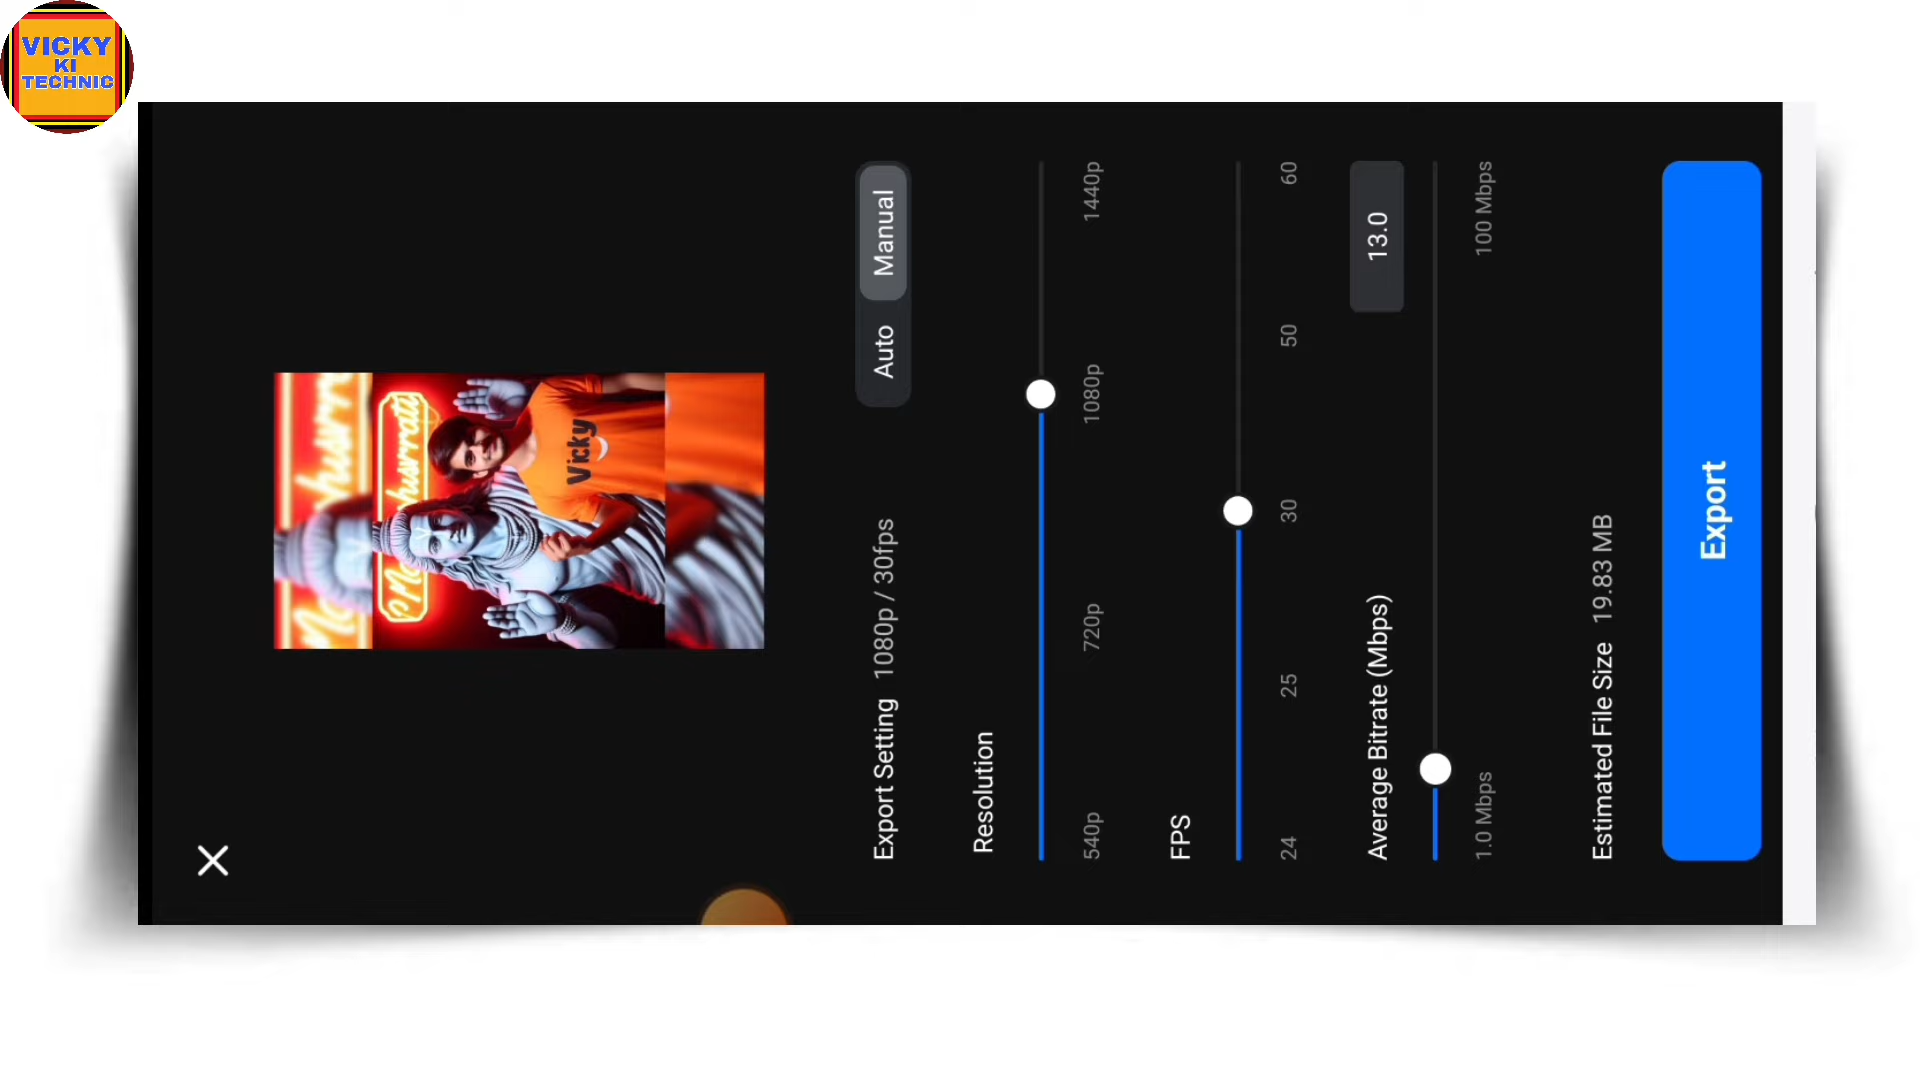 VICKY
KI
TECHNIC
Vicky
Export Setting 1080p / 30fps
Auto Manual
Resolution
540p 720p 1080p 1440p
FPS
24 25 30 50 60
Average Bitrate (Mbps) 13.0
1.0 Mbps 100 Mbps
Estimated File Size 19.83 MB
Export